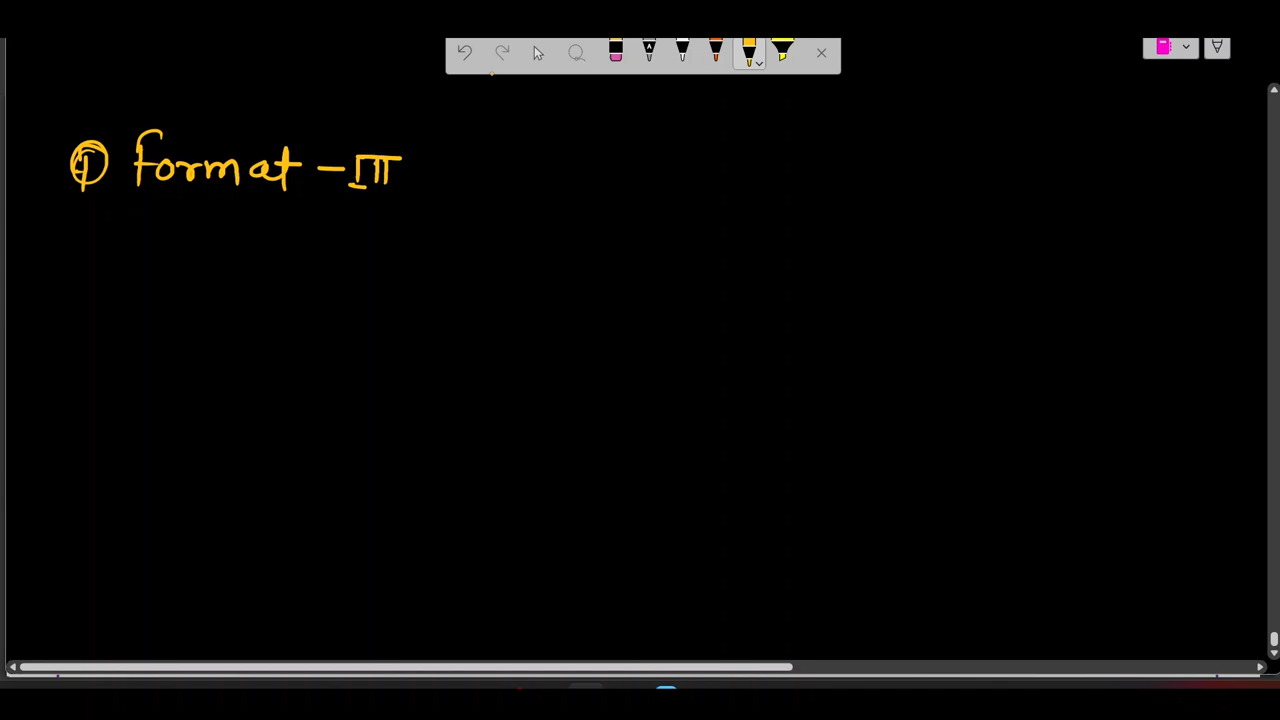 ① Format - III